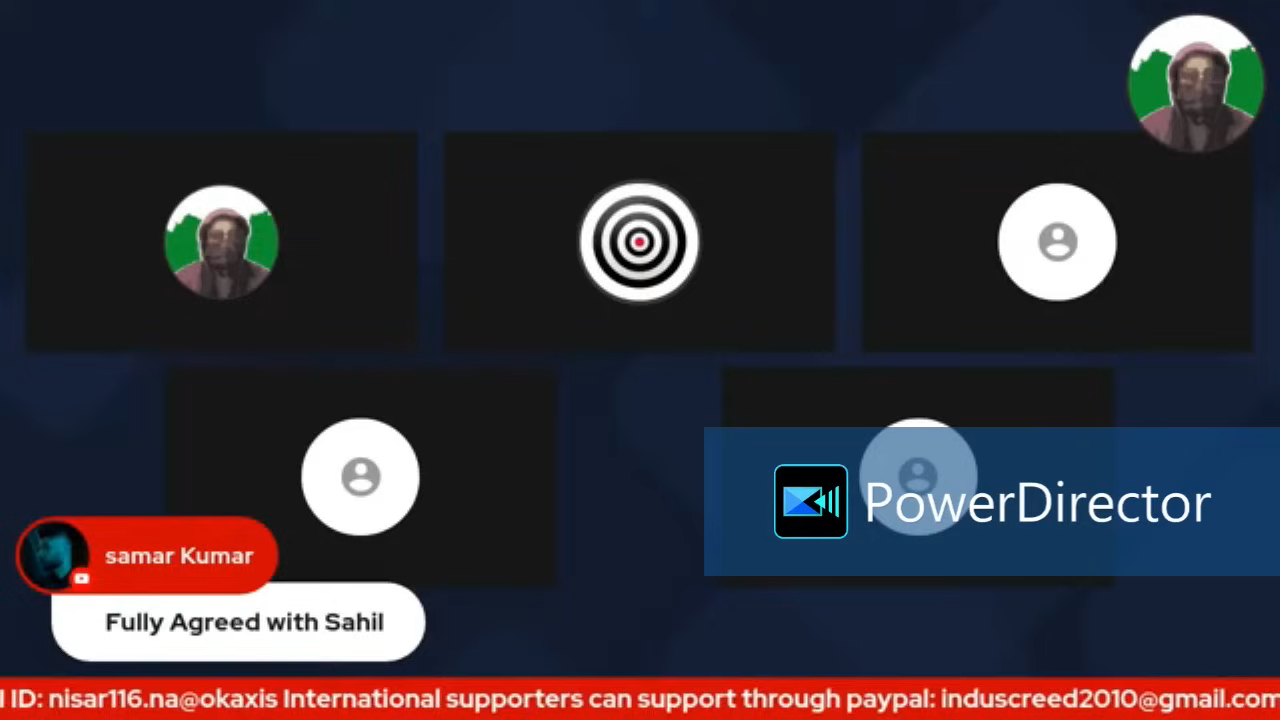 PowerDirector
samar Kumar
Fully Agreed with Sahil
I ID: nisar116.na@okaxis International supporters can support through paypal: induscreed2010@gmail.com